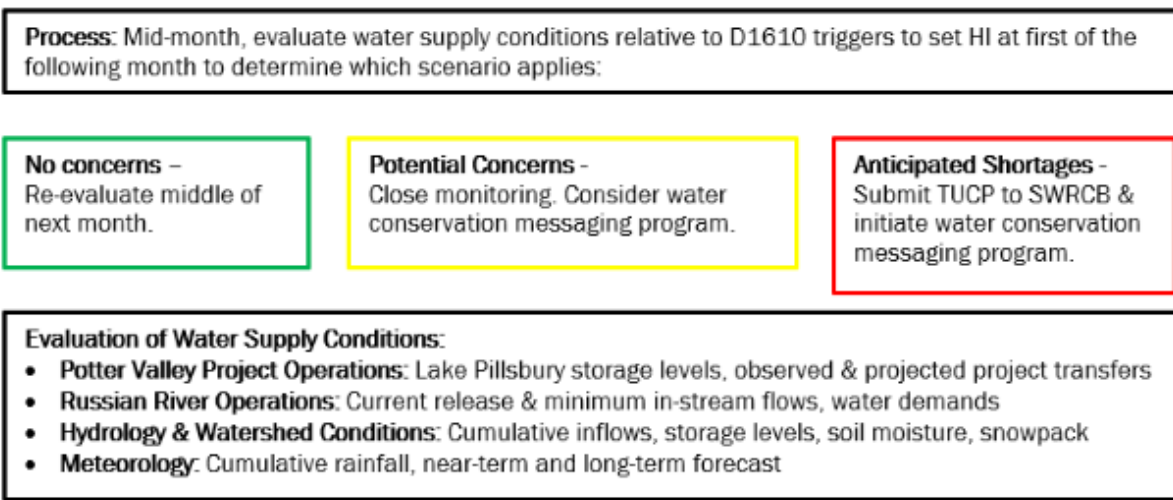 Process: Mid-month, evaluate water supply conditions relative to D1610 triggers to set HI at first of the
following month to determine which scenario applies:
No concerns –
Re-evaluate middle of
next month.
Potential Concerns -
Close monitoring. Consider water
conservation messaging program.
Anticipated Shortages -
Submit TUCP to SWRCB &
initiate water conservation
messaging program.
Evaluation of Water Supply Conditions:
• Potter Valley Project Operations: Lake Pillsbury storage levels, observed & projected project transfers
• Russian River Operations: Current release & minimum in-stream flows, water demands
• Hydrology & Watershed Conditions: Cumulative inflows, storage levels, soil moisture, snowpack
• Meteorology: Cumulative rainfall, near-term and long-term forecast